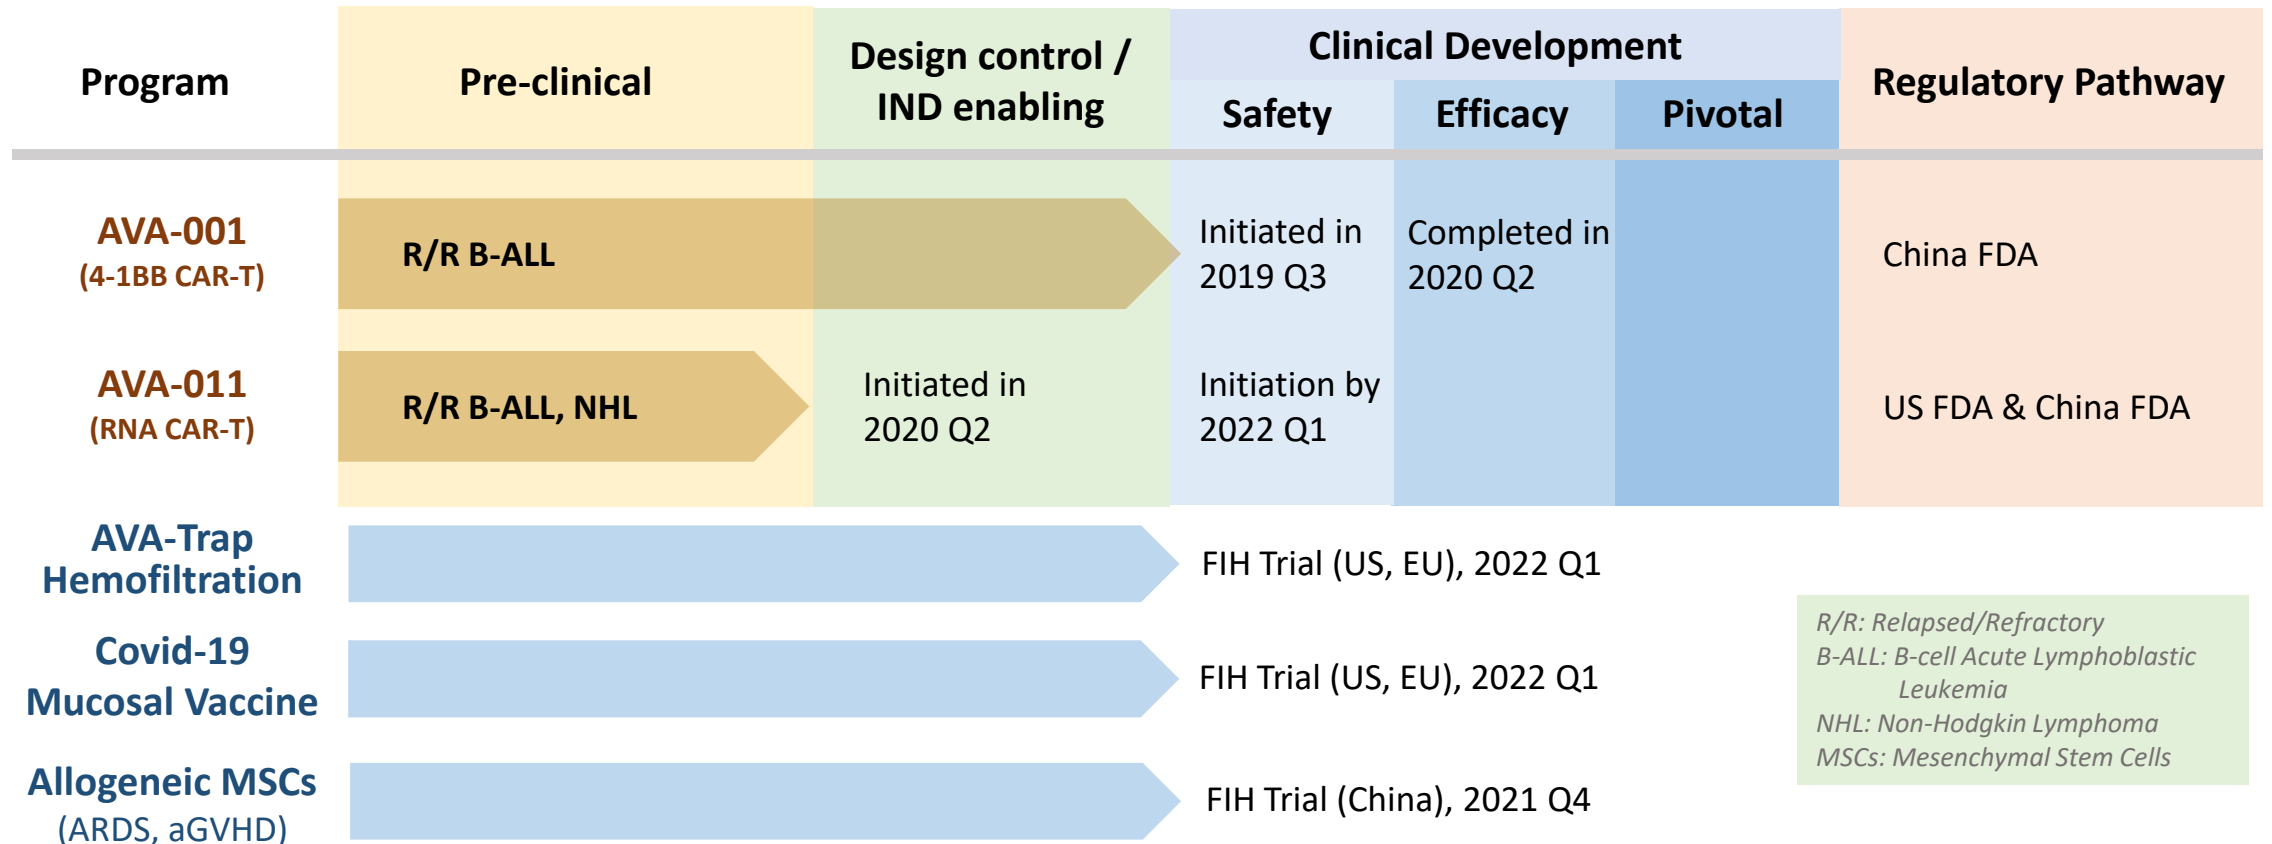 Program
Pre-clinical
Design control /
IND enabling
Clinical Development
Safety
Efficacy
Pivotal
Regulatory Pathway
AVA-001
(4-1BB CAR-T)
R/R B-ALL
Initiated in
2019 Q3
Completed in
2020 Q2
China FDA
AVA-011
(RNA CAR-T)
R/R B-ALL, NHL
Initiated in
2020 Q2
Initiation by
2022 Q1
US FDA & China FDA
AVA-Trap
Hemofiltration
FIH Trial (US, EU), 2022 Q1
Covid-19
Mucosal Vaccine
FIH Trial (US, EU), 2022 Q1
Allogeneic MSCs
(ARDS, aGVHD)
FIH Trial (China), 2021 Q4
R/R: Relapsed/Refractory
B-ALL: B-cell Acute Lymphoblastic
Leukemia
NHL: Non-Hodgkin Lymphoma
MSCs: Mesenchymal Stem Cells